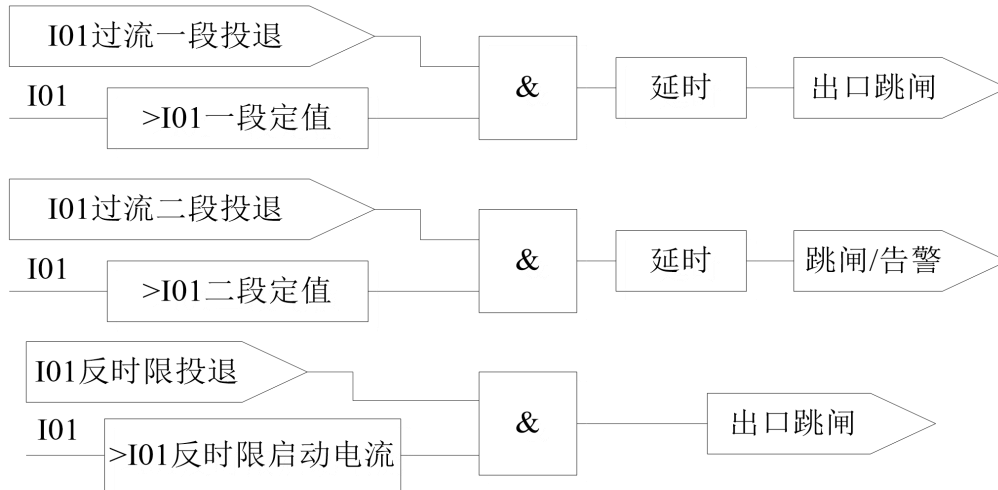 I01过流一段投退
I01
>I01一段定值
&
延时
出口跳闸
I01过流二段投退
I01
>I01二段定值
&
延时
跳闸/告警
I01反时限投退
I01
>I01反时限启动电流
&
出口跳闸